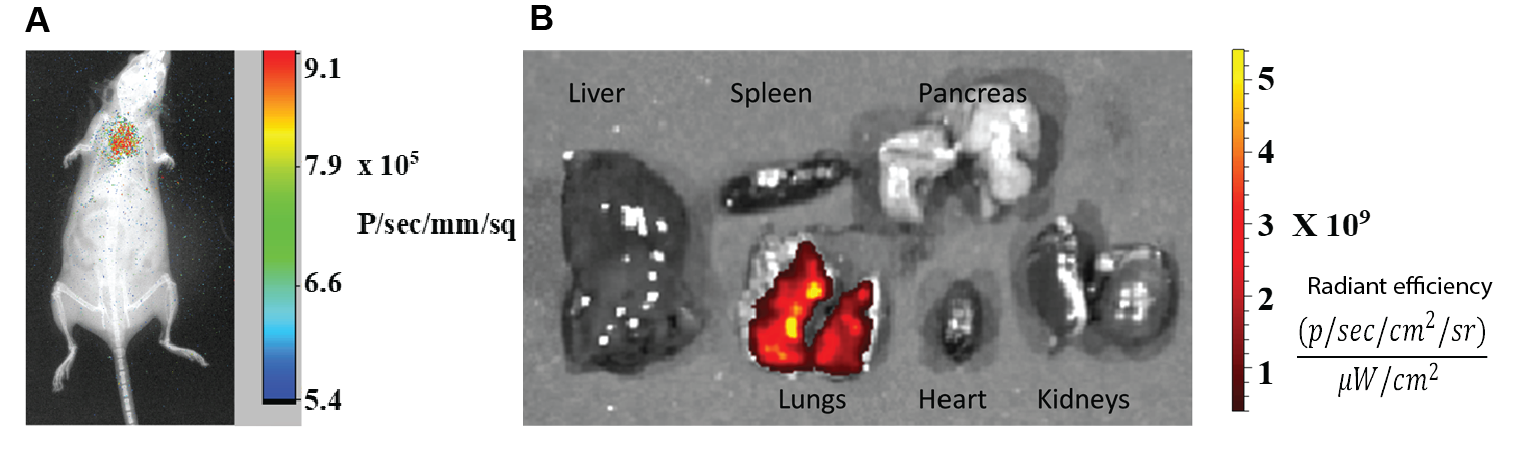 A
9.1
7.9 x 10⁵
P/sec/mm/sq
6.6
5.4
B
Liver Spleen Pancreas
Lungs Heart Kidneys
5
4
3 X 10⁹
2
1
Radiant efficiency
(p/sec/cm²/sr)
μW/cm²